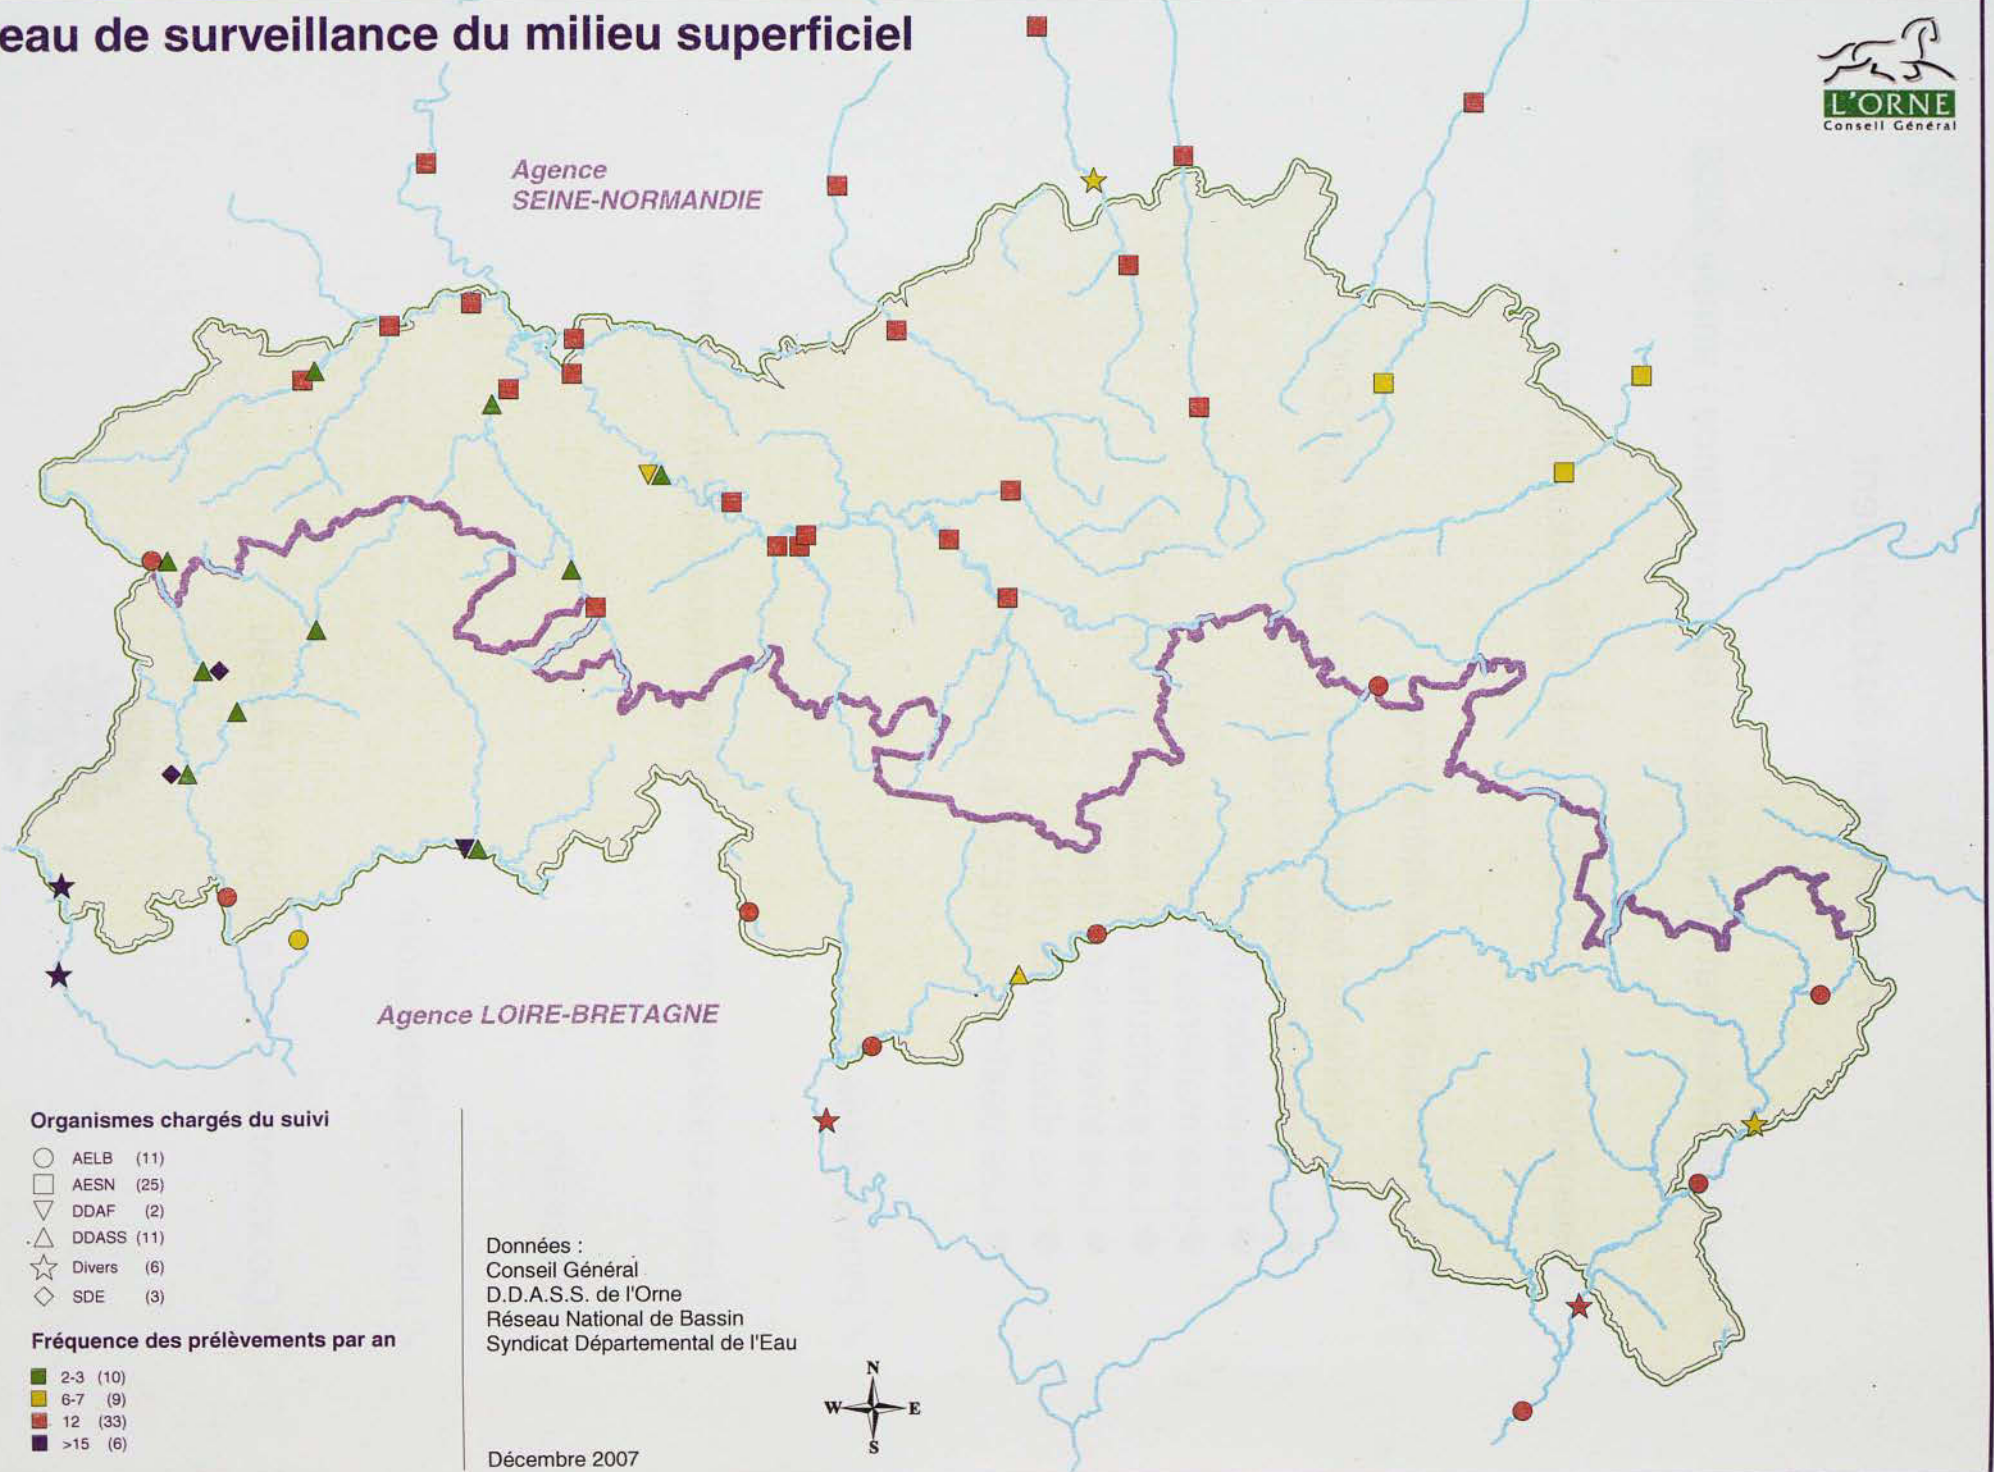 eau de surveillance du milieu superficiel
L'ORNE
Conseil Général
Agence
SEINE-NORMANDIE
Agence LOIRE-BRETAGNE
Organismes chargés du suivi
AELB (11)
AESN (25)
DDAF (2)
DDASS (11)
Divers (6)
SDE (3)
Fréquence des prélèvements par an
2-3 (10)
6-7 (9)
12 (33)
>15 (6)
Données :
Conseil Général
D.D.A.S.S. de l'Orne
Réseau National de Bassin
Syndicat Départemental de l'Eau
Décembre 2007
N
W E
S